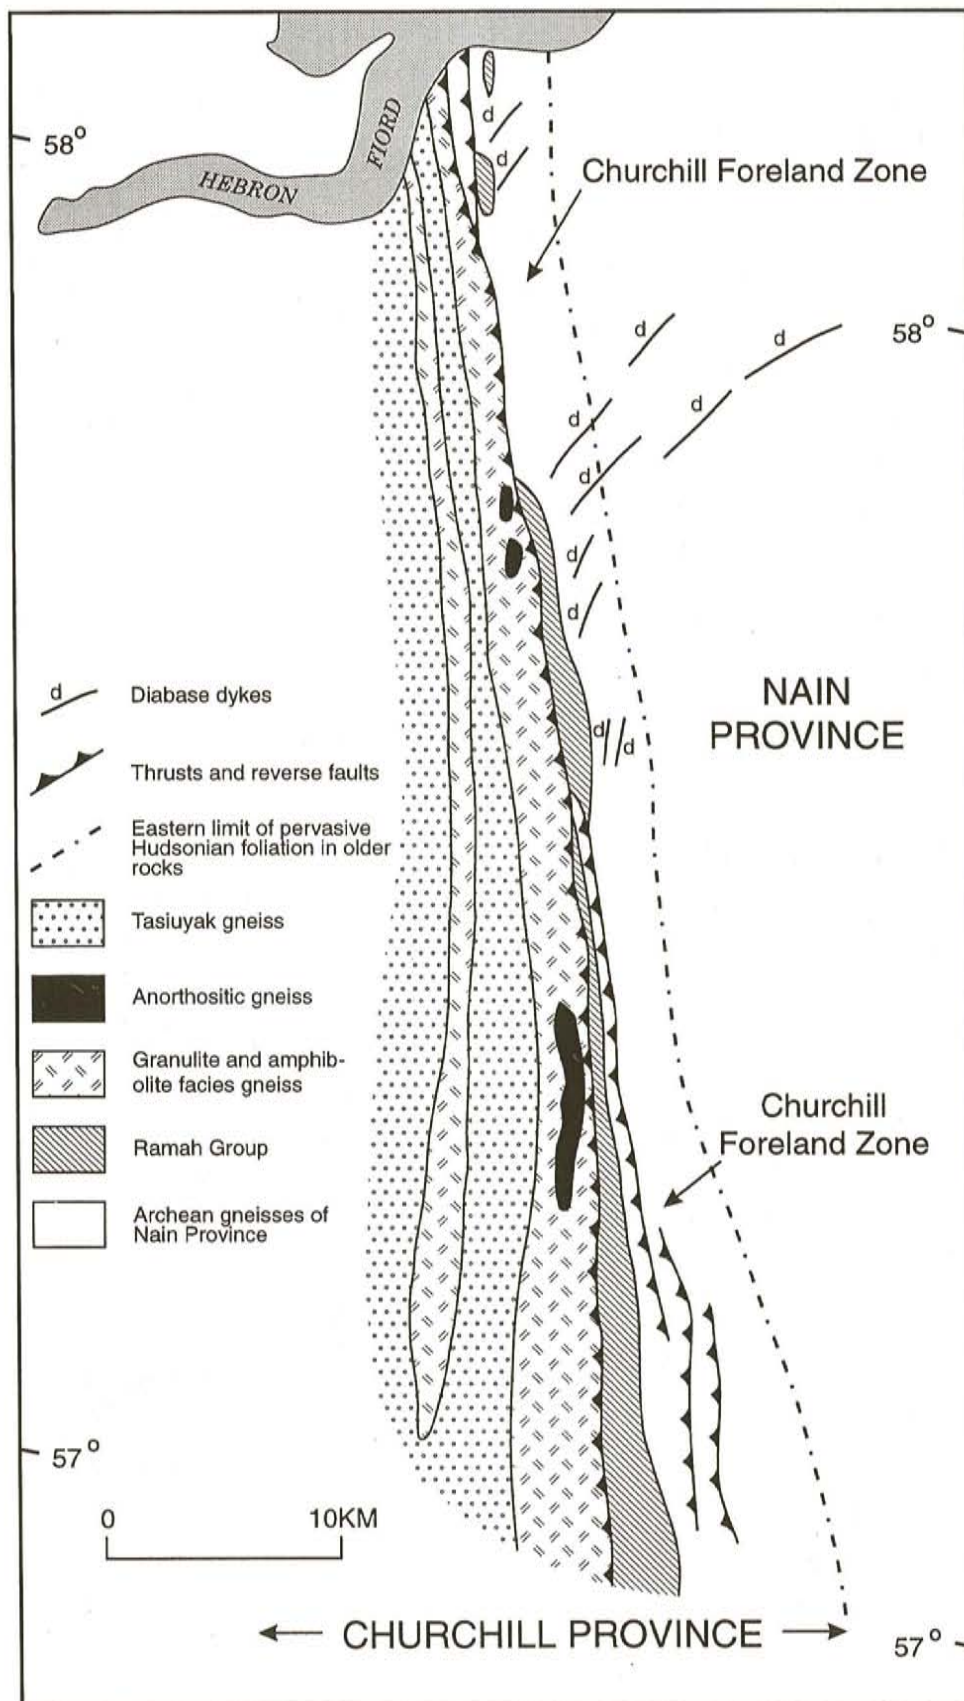 58°
HEBRON
FIORD
d
d
Churchill Foreland Zone
58°
d
d
d
d
d
d
d
d
d
NAIN
PROVINCE
d
Diabase dykes
Thrusts and reverse faults
Eastern limit of pervasive
Hudsonian foliation in older
rocks
Tasiuyak gneiss
Anorthositic gneiss
Granulite and amphib-
olite facies gneiss
Ramah Group
Archean gneisses of
Nain Province
Churchill
Foreland Zone
57°
0 10KM
CHURCHILL PROVINCE
57°